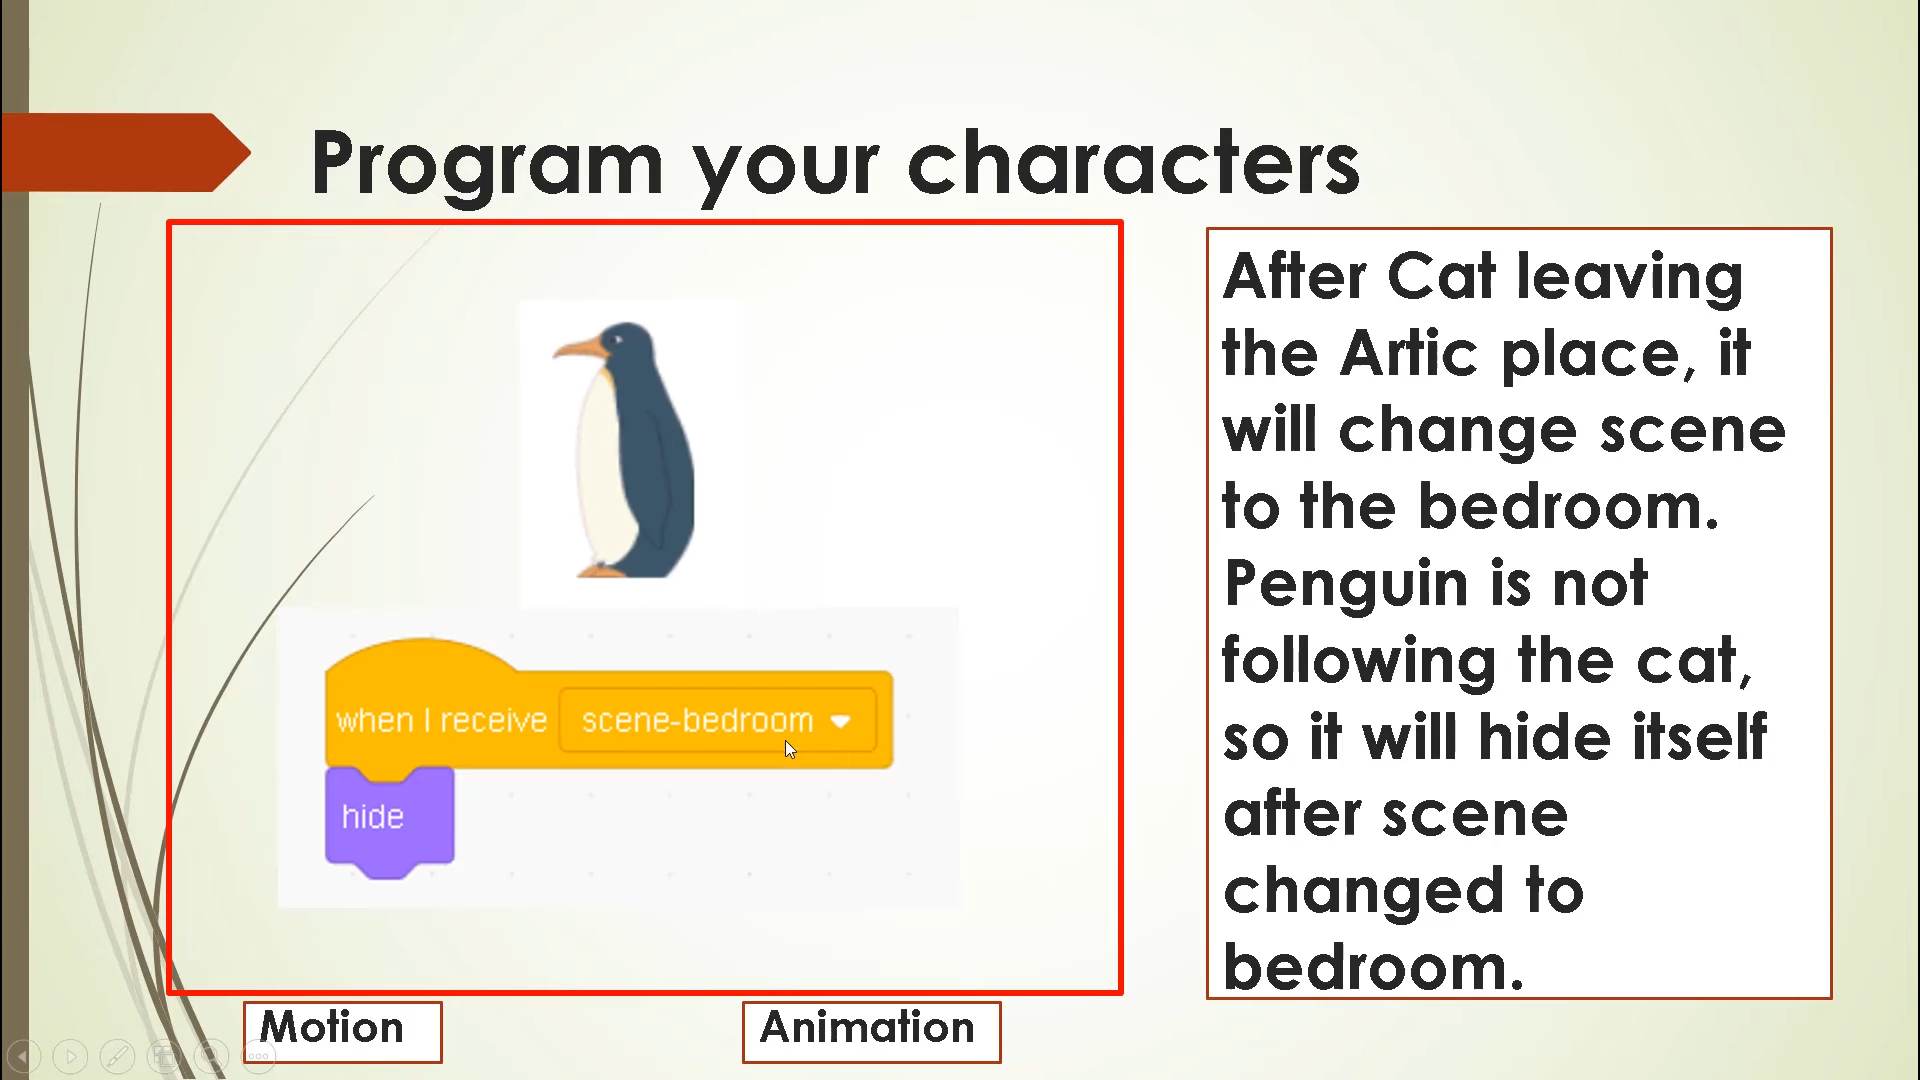 Program your characters
when I receive scene-bedroom
hide
After Cat leaving
the Artic place, it
will change scene
to the bedroom.
Penguin is not
following the cat,
so it will hide itself
after scene
changed to
bedroom.
Motion
Animation